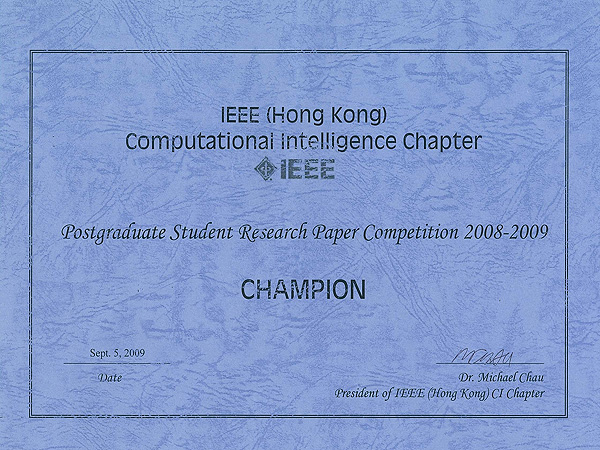 IEEE (Hong Kong)
Computational Intelligence Chapter
IEEE
Postgraduate Student Research Paper Competition 2008-2009
CHAMPION
Sept. 5, 2009
Date
Dr. Michael Chau
President of IEEE (Hong Kong) CI Chapter